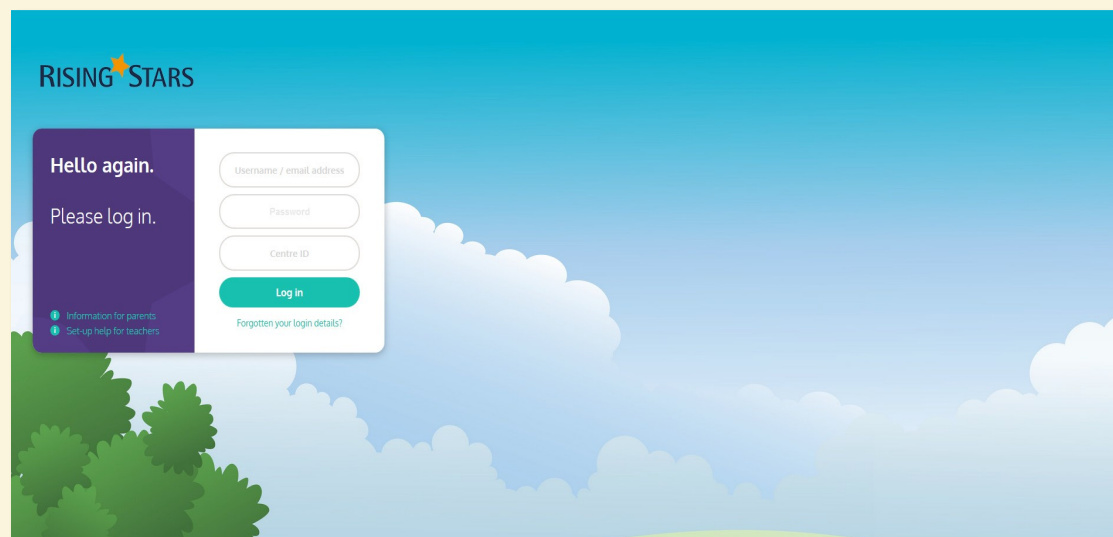 RISING STARS
Hello again.
Please log in.
Information for parents
Set-up help for teachers
Username / email address
Password
Centre ID
Log in
Forgotten your login details?